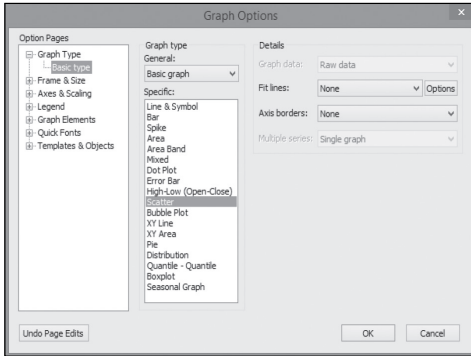 Graph Options
×
Option Pages
Graph Type
Basic type
Frame & Size
Axes & Scaling
Legend
Graph Elements
Quick Fonts
Templates & Objects
Graph type
General:
Basic graph
Specific:
Line & Symbol
Bar
Spike
Area
Area Band
Mixed
Dot Plot
Error Bar
High-Low (Open-Close)
Scatter
Bubble Plot
XY Line
XY Area
Pie
Distribution
Quantile - Quantile
Boxplot
Seasonal Graph
Details
Graph data: Raw data
Fit lines: None Options
Axis borders: None
Multiple series: Single graph
Undo Page Edits
OK Cancel